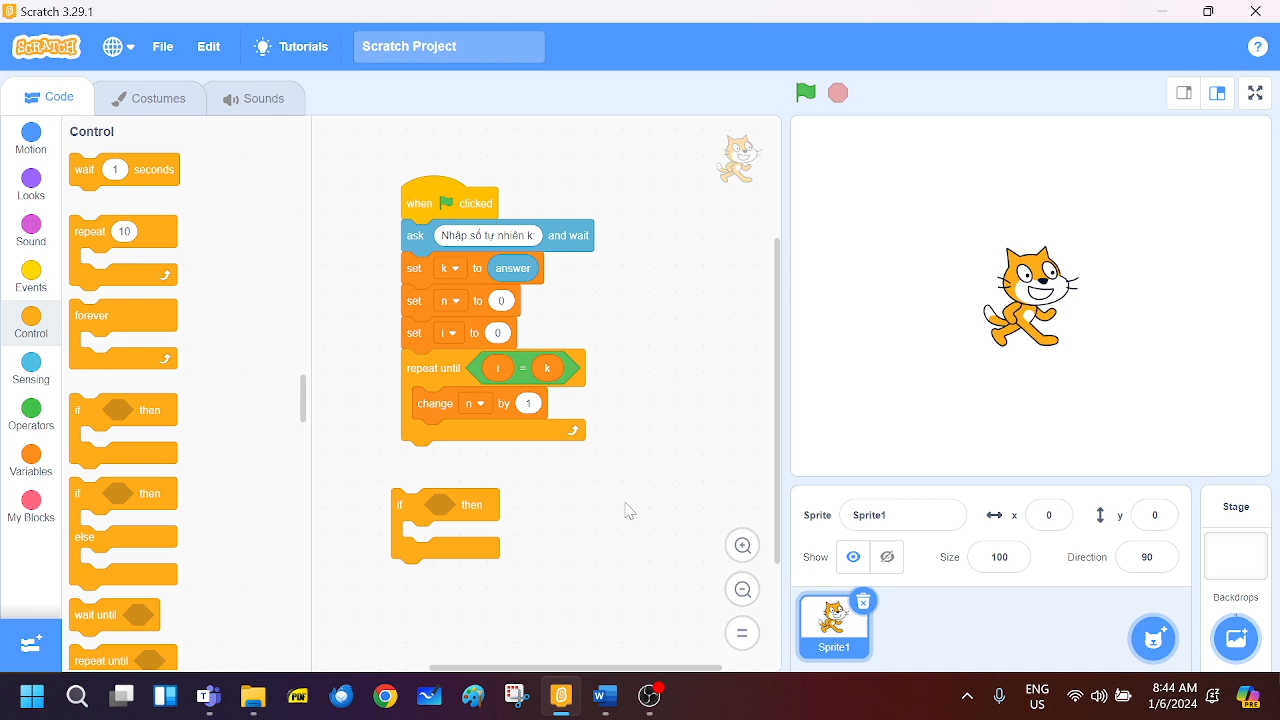 Scratch 3.29.1
SCRATCH File Edit Tutorials Scratch Project ?
Code Costumes Sounds
Motion
Looks
Sound
Events
Control
Sensing
Operators
Variables
My Blocks
Control
wait 1 seconds
repeat 10
forever
if then
if then
else
wait until
repeat until
when clicked
ask Nhập số tự nhiên k: and wait
set k to answer
set n to 0
set i to 0
repeat until i = k
change n by 1
if then
Sprite Sprite1 x 0 y 0
Show Size 100 Direction 90
Sprite1
Stage
Backdrops
PDF
ENG
US
8:44 AM
1/6/2024
PRE